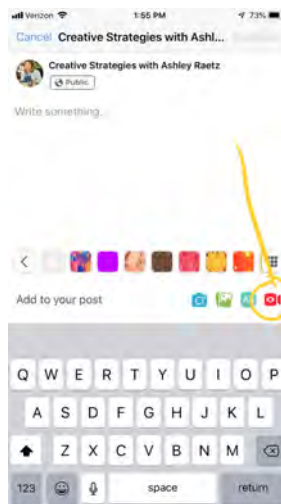 Verizon 1:55 PM 73%
Cancel Creative Strategies with Ashl...
Creative Strategies with Ashley Raetz
Public
Write something...
Add to your post
Q W E R T Y U I O P
A S D F G H J K L
Z X C V B N M
123 space return